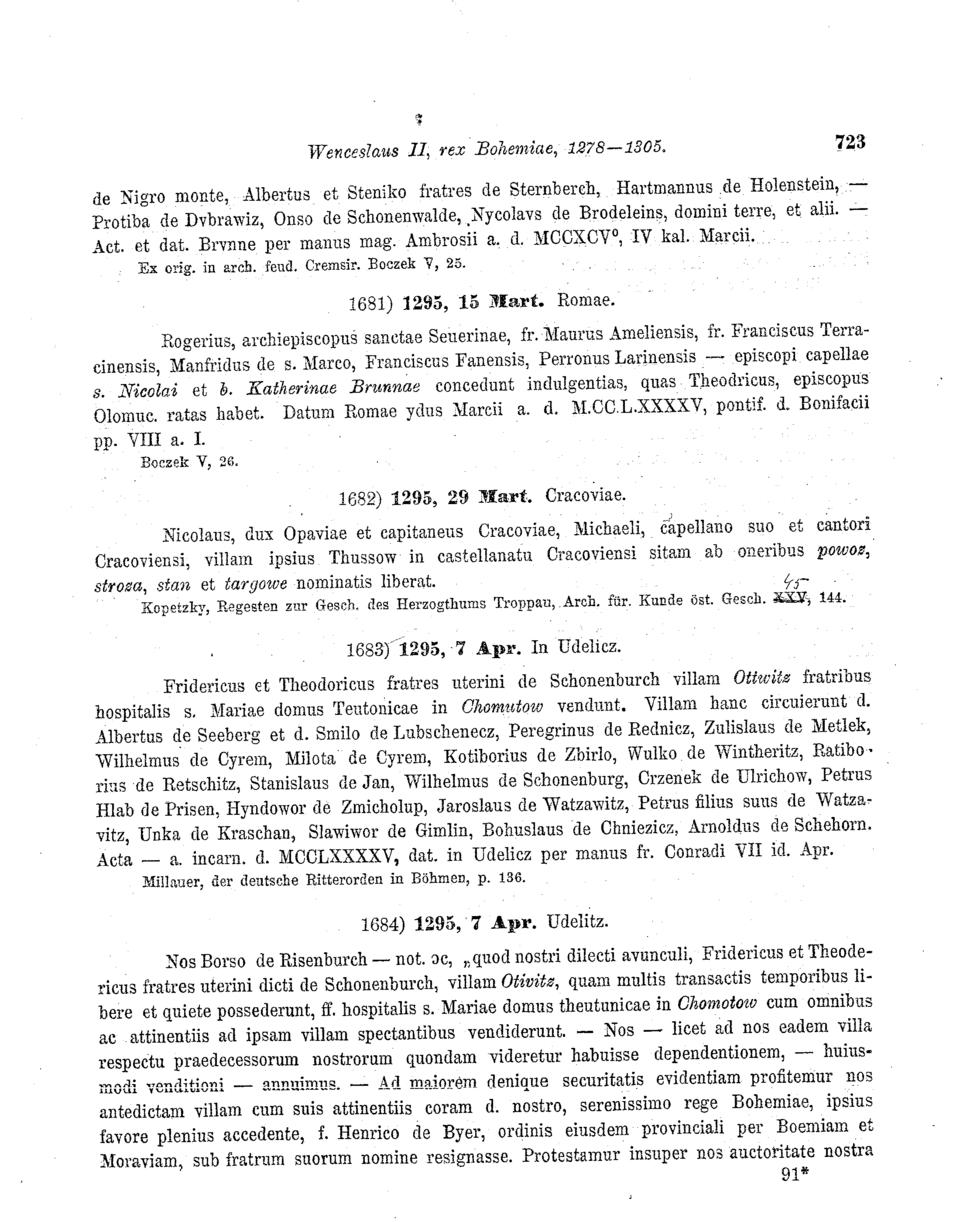 Wenceslaus II, rex Bohemiae, 1278—1305. 723
de Nigro monte, Albertus et Steniko fratres de Sternberch, Hartmannus de Holenstein, —
Protiba de Dvbrawiz, Onso de Schonenwalde, Nycolavs de Brodeleins, domini terre, et alii. —
Act. et dat. Brvnne per manus mag. Ambrosii a. d. MCCXCV⁰, IV kal. Marcii.
Ex orig. in arch. feud. Cremsir. Boczek V, 25.
1681) 1295, 15 Mart. Romae.
Rogerius, archiepiscopus sanctae Seuerinae, fr. Maurus Ameliensis, fr. Franciscus Terra-
cinensis, Manfridus de s. Marco, Franciscus Fanensis, Perronus Larinensis — episcopi capellae
s. Nicolai et b. Katherinae Brunnae concedunt indulgentias, quas Theodricus, episcopus
Olomuc. ratas habet. Datum Romae ydus Marcii a. d. M.CC.L.XXXXV, pontif. d. Bonifacii
pp. VIII a. I.
Boczek V, 26.
1682) 1295, 29 Mart. Cracoviae.
Nicolaus, dux Opaviae et capitaneus Cracoviae, Michaeli, capellano suo et cantori
Cracoviensi, villam ipsius Thussow in castellanatu Cracoviensi sitam ab oneribus powoz,
stroza, stan et targowe nominatis liberat.
45
Kopetzky, Regesten zur Gesch. des Herzogthums Troppau, Arch. für. Kunde öst. Gesch. XXV, 144.
1683) 1295, 7 Apr. In Udelicz.
Fridericus et Theodoricus fratres uterini de Schonenburch villam Ottwitz fratribus
hospitalis s. Mariae domus Teutonicae in Chomutow vendunt. Villam hanc circuierunt d.
Albertus de Seeberg et d. Smilo de Lubschenecz, Peregrinus de Rednicz, Zulislaus de Metlek,
Wilhelmus de Cyrem, Milota de Cyrem, Kotiborius de Zbirlo, Wulko de Wintheritz, Ratibo-
rius de Retschitz, Stanislaus de Jan, Wilhelmus de Schonenburg, Crzenek de Ulrichow, Petrus
Hlab de Prisen, Hyndowor de Zmicholup, Jaroslaus de Watzawitz, Petrus filius suus de Watza-
vitz, Unka de Kraschan, Slawiwor de Gimlin, Bohuslaus de Chniezicz, Arnoldus de Schehorn.
Acta — a. incarn. d. MCCLXXXXV, dat. in Udelicz per manus fr. Conradi VII id. Apr.
Millauer, der deutsche Ritterorden in Böhmen, p. 136.
1684) 1295, 7 Apr. Udelitz.
Nos Borso de Risenburch — not. ꝛc, „quod nostri dilecti avunculi, Fridericus et Theode-
ricus fratres uterini dicti de Schonenburch, villam Otivitz, quam multis transactis temporibus li-
bere et quiete possederunt, ff. hospitalis s. Mariae domus theutunicae in Chomotow cum omnibus
ac attinentiis ad ipsam villam spectantibus vendiderunt. — Nos — licet ad nos eadem villa
respectu praedecessorum nostrorum quondam videretur habuisse dependentionem, — huius-
modi venditioni — annuimus. — Ad maiorem denique securitatis evidentiam profitemur nos
antedictam villam cum suis attinentiis coram d. nostro, serenissimo rege Bohemiae, ipsius
favore plenius accedente, f. Henrico de Byer, ordinis eiusdem provinciali per Boemiam et
Moraviam, sub fratrum suorum nomine resignasse. Protestamur insuper nos auctoritate nostra
91*